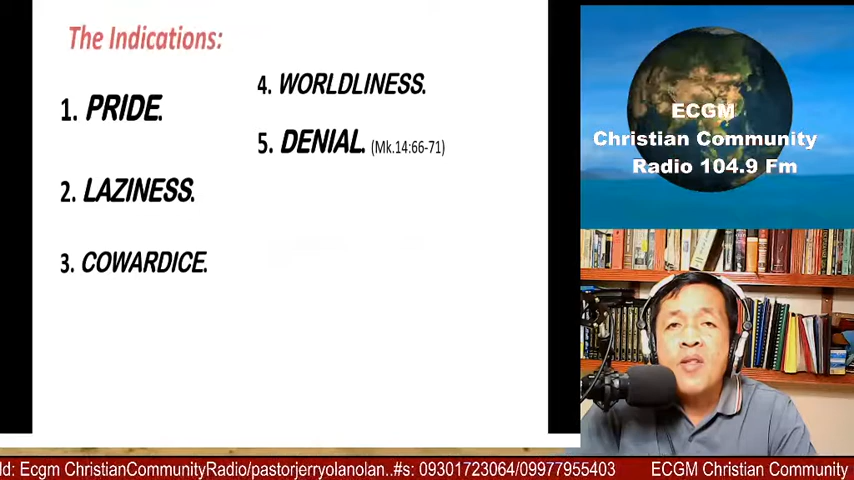 The Indications:
1. PRIDE.
2. LAZINESS.
3. COWARDICE.
4. WORLDLINESS.
5. DENIAL. (Mk.14:66-71)
ECGM
Christian Community
Radio 104.9 Fm
ld: Ecgm ChristianCommunityRadio/pastorjerryolanolan..#s: 09301723064/09977955403 ECGM Christian Community